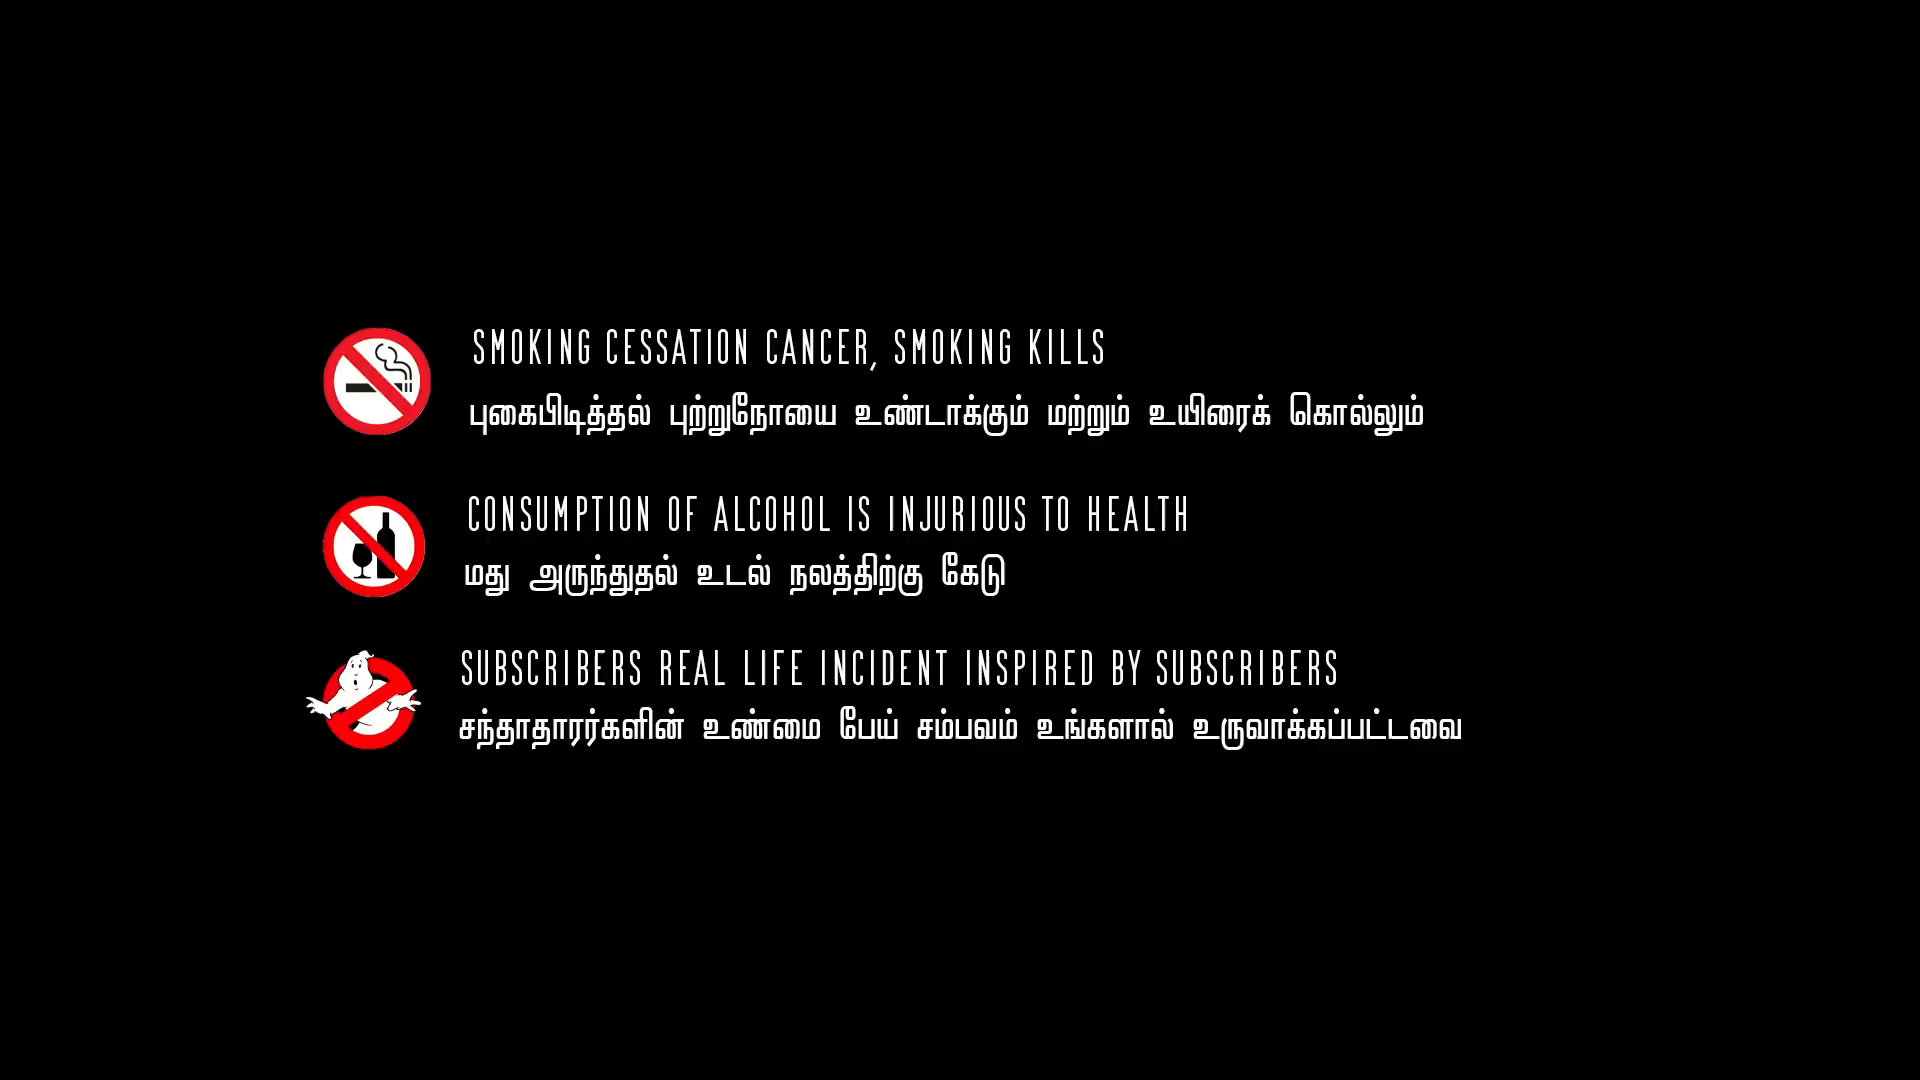 SMOKING CESSATION CANCER, SMOKING KILLS
புகைபிடித்தல் புற்றுநோயை உண்டாக்கும் மற்றும் உயிரைக் கொல்லும்
CONSUMPTION OF ALCOHOL IS INJURIOUS TO HEALTH
மது அருந்துதல் உடல் நலத்திற்கு கேடு
SUBSCRIBERS REAL LIFE INCIDENT INSPIRED BY SUBSCRIBERS
சந்தாதாரர்களின் உண்மை பேய் சம்பவம் உங்களால் உருவாக்கப்பட்டவை